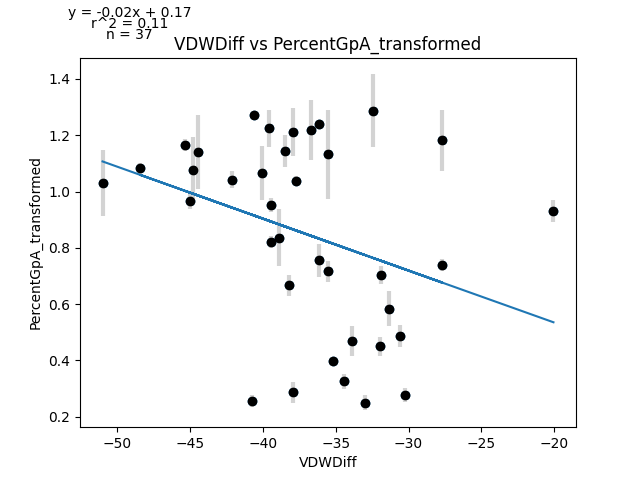 y = -0.02x + 0.17
r^2 = 0.11
n = 37
VDWDiff vs PercentGpA_transformed
1.4
1.2
1.0
0.8
0.6
0.4
0.2
PercentGpA_transformed
−50 −45 −40 −35 −30 −25 −20
VDWDiff